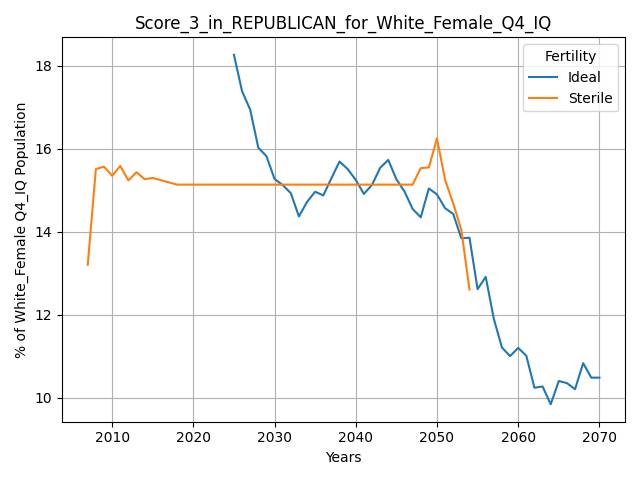 Score_3_in_REPUBLICAN_for_White_Female_Q4_IQ
% of White_Female Q4_IQ Population
18
16
14
12
10
Fertility
Ideal
Sterile
2010 2020 2030 2040 2050 2060 2070
Years